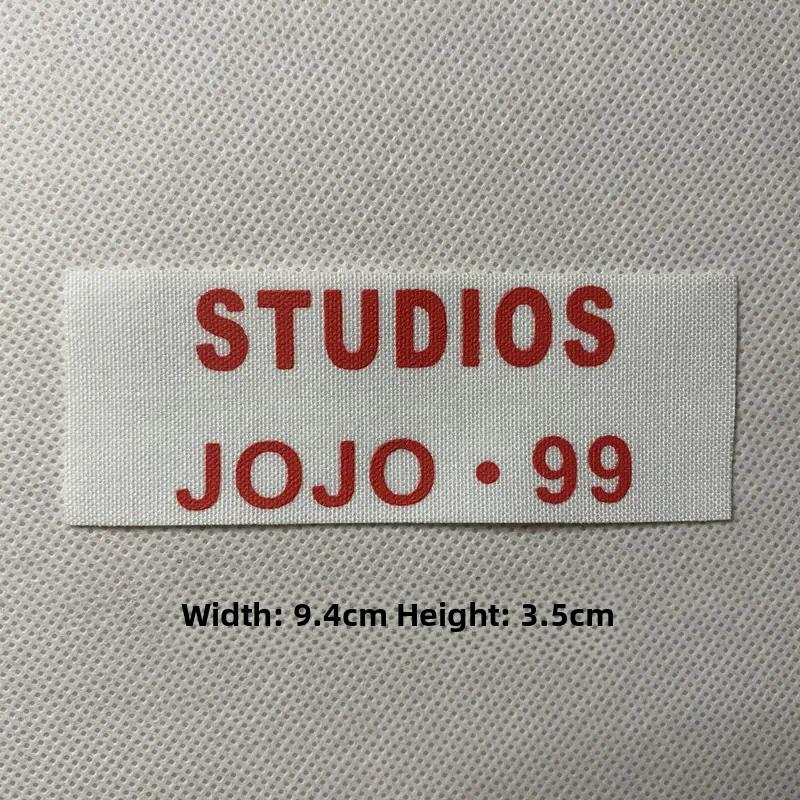 STUDIOS
JOJO • 99
Width: 9.4cm Height: 3.5cm